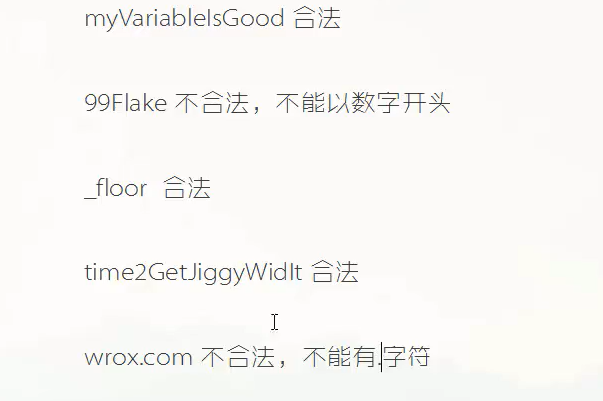 myVariableIsGood 合法
99Flake 不合法，不能以数字开头
_floor 合法
time2GetJiggyWidIt 合法
wrox.com 不合法，不能有.字符